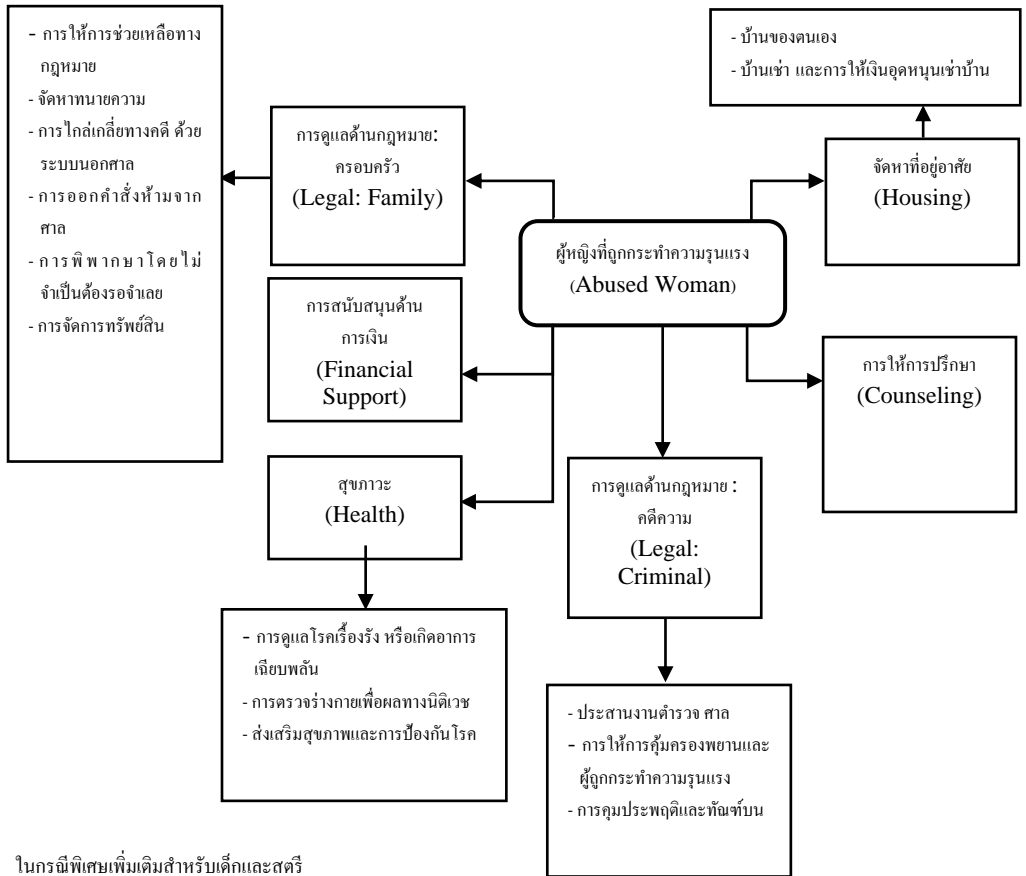 - การให้การช่วยเหลือทาง
กฎหมาย
- จัดหาทนายความ
- การไกล่เกลี่ยทางคดี ด้วย
ระบบนอกศาล
- การออกคำสั่งห้ามจาก
ศาล
- การพิพากษาโดยไม่
จำเป็นต้องรอจำเลย
- การจัดการทรัพย์สิน
การดูแลด้านกฎหมาย:
ครอบครัว
(Legal: Family)
- บ้านของตนเอง
- บ้านเช่า และการให้เงินอุดหนุนเช่าบ้าน
จัดหาที่อยู่อาศัย
(Housing)
ผู้หญิงที่ถูกกระทำความรุนแรง
(Abused Woman)
การสนับสนุนด้าน
การเงิน
(Financial
Support)
การให้การปรึกษา
(Counseling)
สุขภาวะ
(Health)
การดูแลด้านกฎหมาย :
คดีความ
(Legal:
Criminal)
- การดูแลโรคเรื้องรัง หรือเกิดอาการ
เฉียบพลัน
- การตรวจร่างกายเพื่อผลทางนิติเวช
- ส่งเสริมสุขภาพและการป้องกันโรค
- ประสานงานตำรวจ ศาล
- การให้การคุ้มครองพยานและ
ผู้ถูกกระทำความรุนแรง
- การคุมประพฤติและทัณฑ์บน
ในกรณีพิเศษเพิ่มเติมสำหรับเด็กและสตรี